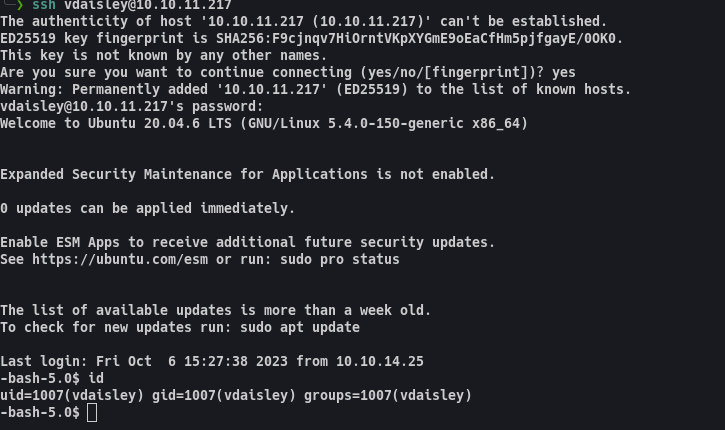 ❯ ssh vdaisley@10.10.11.217
The authenticity of host '10.10.11.217 (10.10.11.217)' can't be established.
ED25519 key fingerprint is SHA256:F9cjnqv7HiOrntVKpXYGmE9oEaCfHm5pjfgayE/0OK0.
This key is not known by any other names.
Are you sure you want to continue connecting (yes/no/[fingerprint])? yes
Warning: Permanently added '10.10.11.217' (ED25519) to the list of known hosts.
vdaisley@10.10.11.217's password:
Welcome to Ubuntu 20.04.6 LTS (GNU/Linux 5.4.0-150-generic x86_64)
Expanded Security Maintenance for Applications is not enabled.
0 updates can be applied immediately.
Enable ESM Apps to receive additional future security updates.
See https://ubuntu.com/esm or run: sudo pro status
The list of available updates is more than a week old.
To check for new updates run: sudo apt update
Last login: Fri Oct  6 15:27:38 2023 from 10.10.14.25
-bash-5.0$ id
uid=1007(vdaisley) gid=1007(vdaisley) groups=1007(vdaisley)
-bash-5.0$